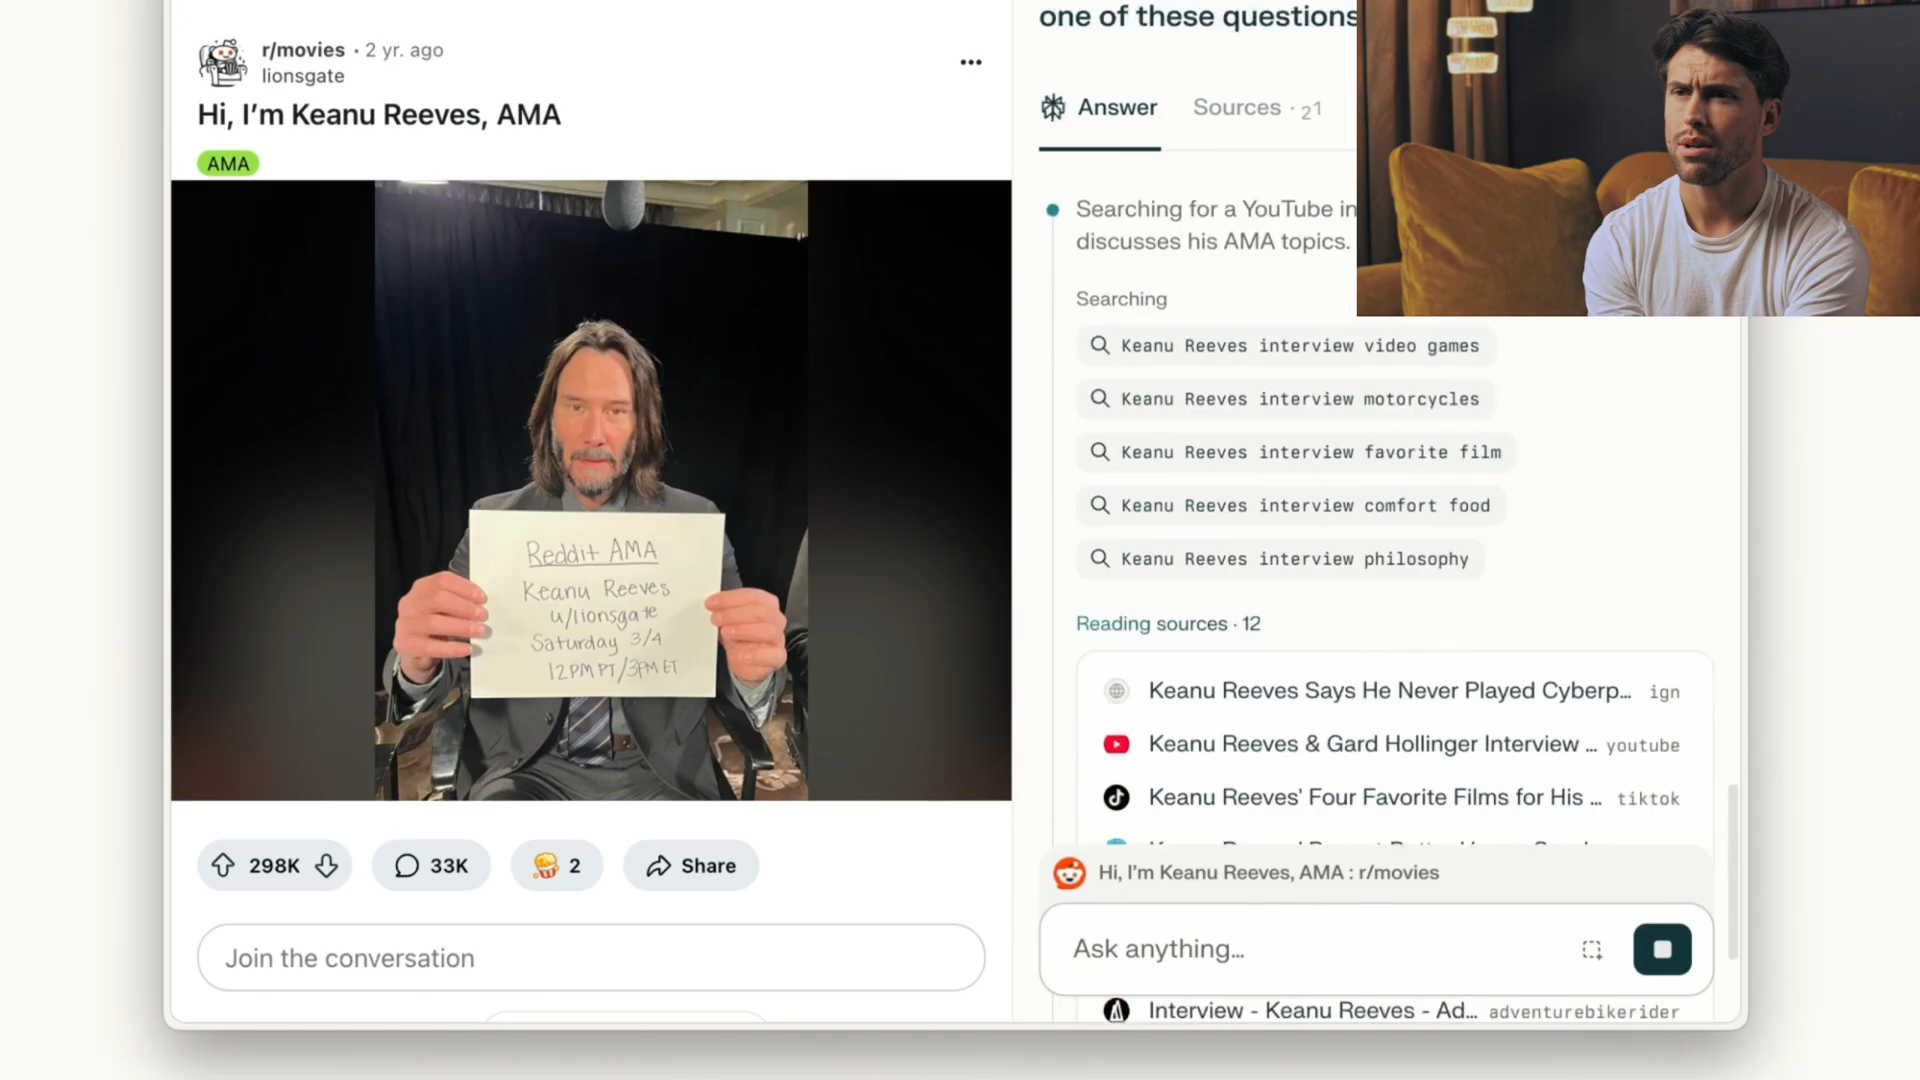 r/movies · 2 yr. ago
lionsgate
Hi, I'm Keanu Reeves, AMA
AMA
Reddit AMA
Keanu Reeves
u/lionsgate
Saturday 3/4
12PM PT/3PM ET
298K
33K
2
Share
Join the conversation
one of these questions
Answer
Sources · 21
Searching for a YouTube in
discusses his AMA topics.
Searching
Keanu Reeves interview video games
Keanu Reeves interview motorcycles
Keanu Reeves interview favorite film
Keanu Reeves interview comfort food
Keanu Reeves interview philosophy
Reading sources · 12
Keanu Reeves Says He Never Played Cyberp... ign
Keanu Reeves & Gard Hollinger Interview ... youtube
Keanu Reeves' Four Favorite Films for His ... tiktok
Hi, I'm Keanu Reeves, AMA : r/movies
Ask anything...
Interview - Keanu Reeves - Ad... adventurebikerider